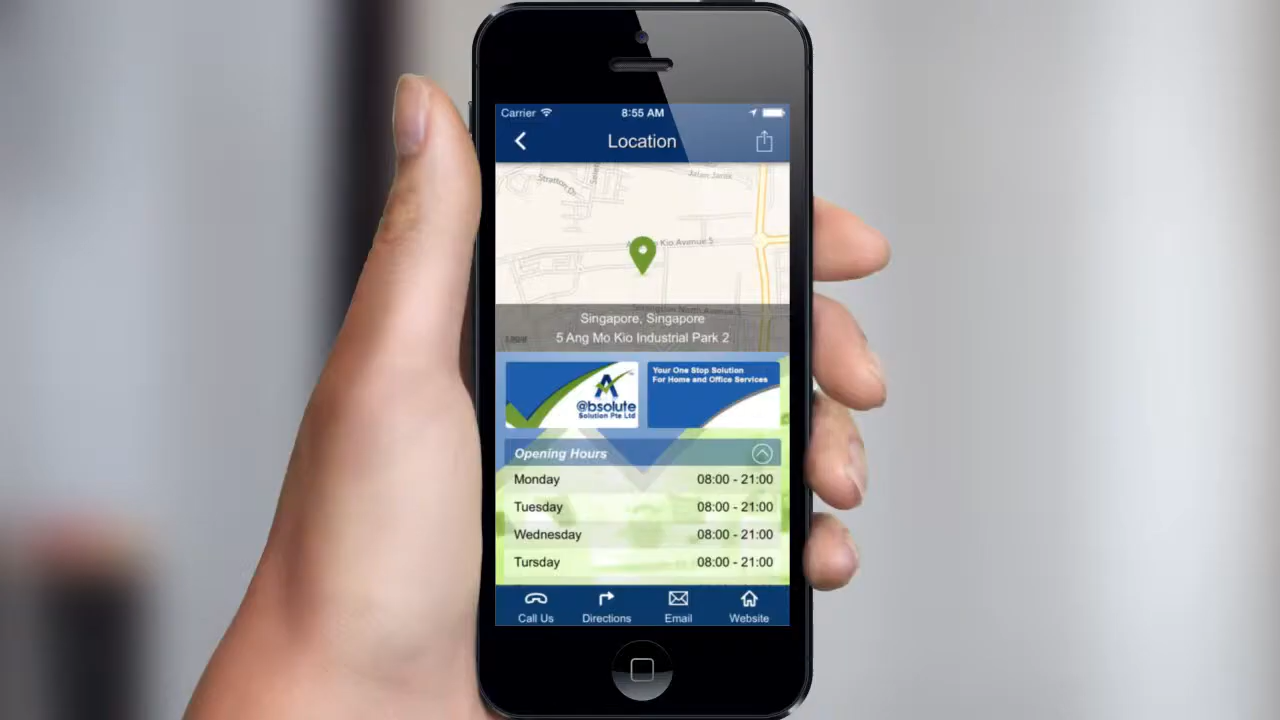 Carrier 8:55 AM
Location
Stratton Dr
Jalan Jarak
Kio Avenue 5
Singapore, Singapore
5 Ang Mo Kio Industrial Park 2
Legal
@bsolute
Solution Pte Ltd
Your One Stop Solution
For Home and Office Services
Opening Hours
Monday 08:00 - 21:00
Tuesday 08:00 - 21:00
Wednesday 08:00 - 21:00
Tursday 08:00 - 21:00
Call Us Directions Email Website